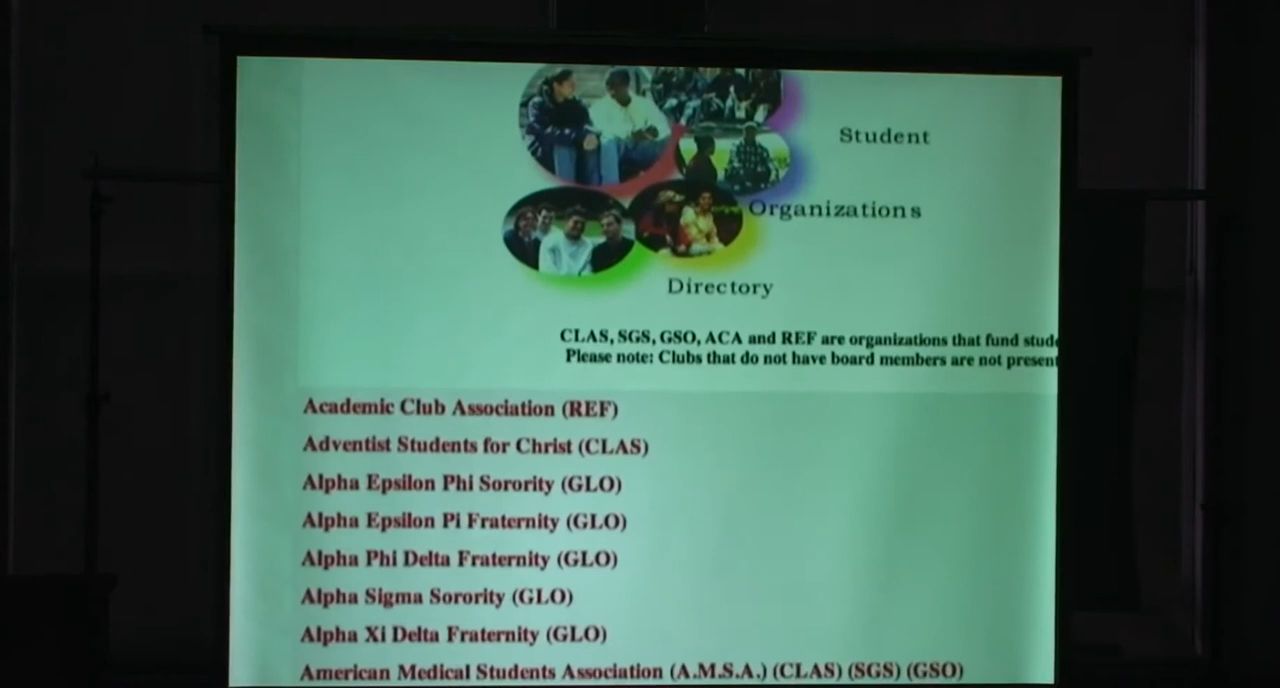 Student
Organizations
Directory
CLAS, SGS, GSO, ACA and REF are organizations that fund
Please note: Clubs that do not have board members are not
Academic Club Association (REF)
Adventist Students for Christ (CLAS)
Alpha Epsilon Phi Sorority (GLO)
Alpha Epsilon Pi Fraternity (GLO)
Alpha Phi Delta Fraternity (GLO)
Alpha Sigma Sorority (GLO)
Alpha Xi Delta Fraternity (GLO)
American Medical Students Association (A.M.S.A.) (CLAS) (SGS) (GSO)